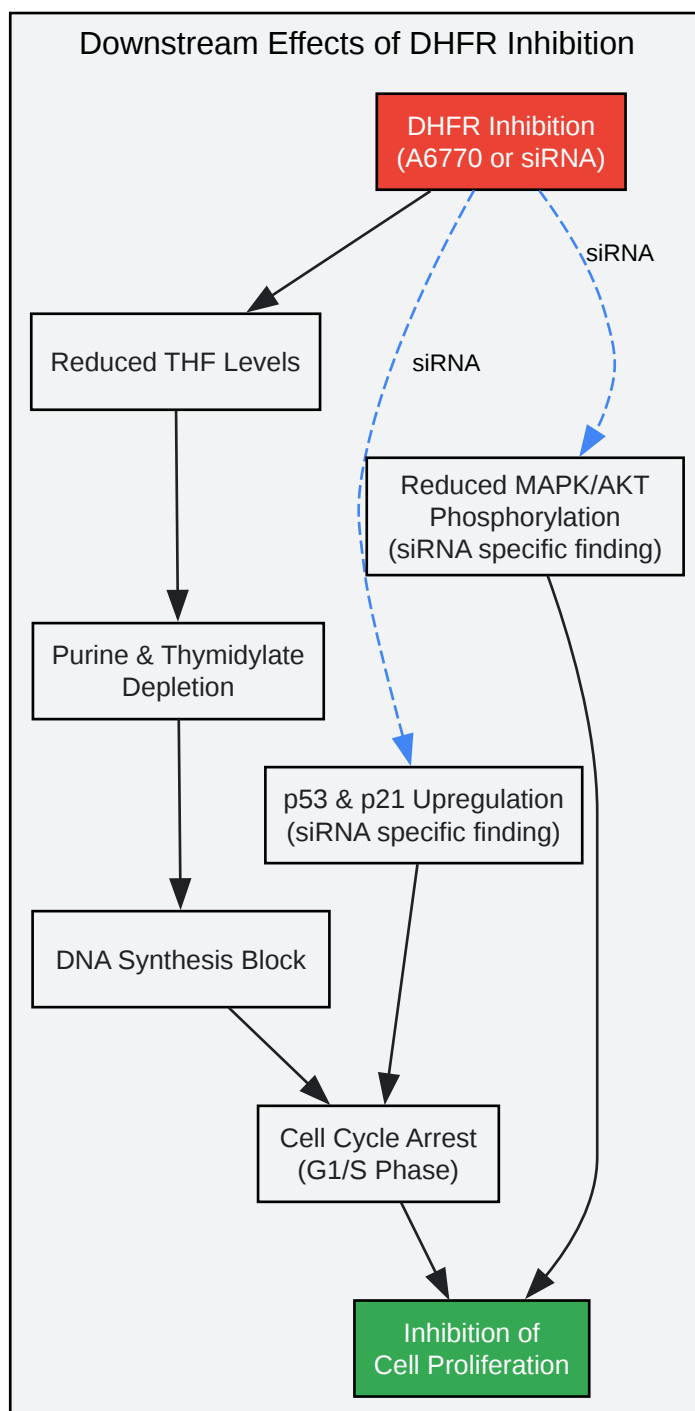 Downstream Effects of DHFR Inhibition
DHFR Inhibition
(A6770 or siRNA)
siRNA
siRNA
Reduced THF Levels
Reduced MAPK/AKT
Phosphorylation
(siRNA specific finding)
Purine & Thymidylate
Depletion
p53 & p21 Upregulation
(siRNA specific finding)
DNA Synthesis Block
Cell Cycle Arrest
(G1/S Phase)
Inhibition of
Cell Proliferation